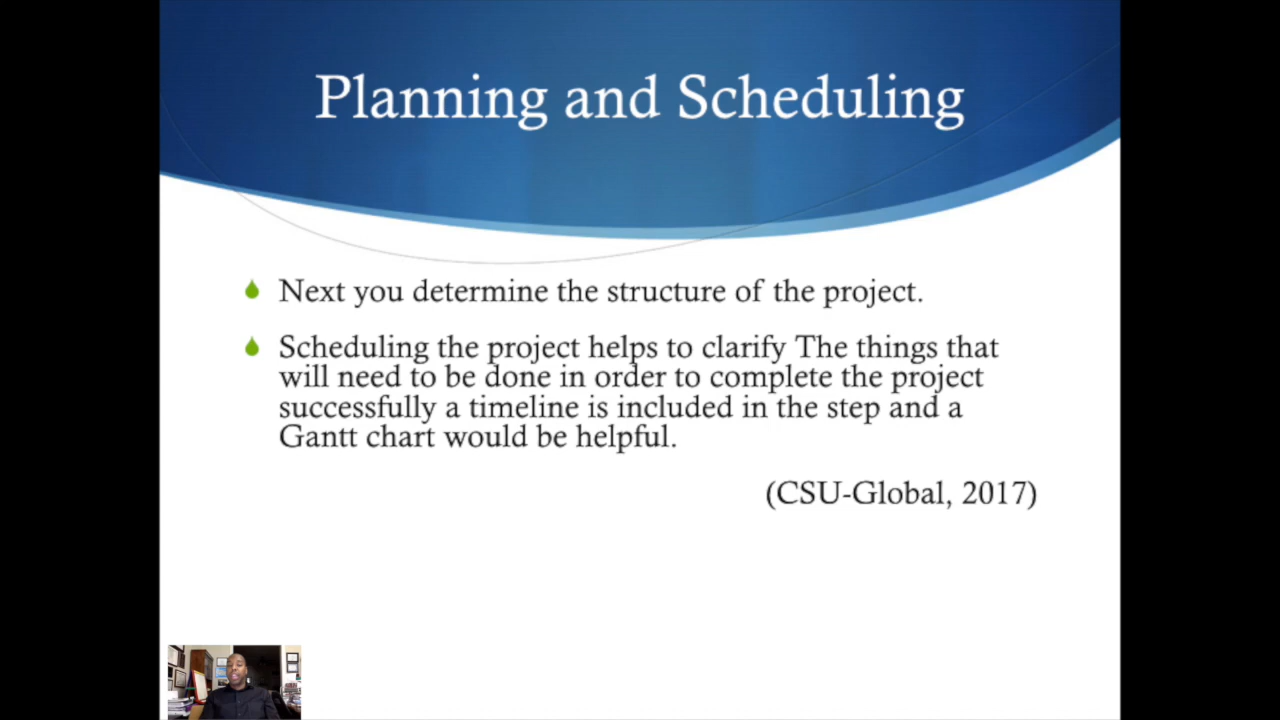 Planning and Scheduling
Next you determine the structure of the project.
Scheduling the project helps to clarify The things that
will need to be done in order to complete the project
successfully a timeline is included in the step and a
Gantt chart would be helpful.
(CSU-Global, 2017)